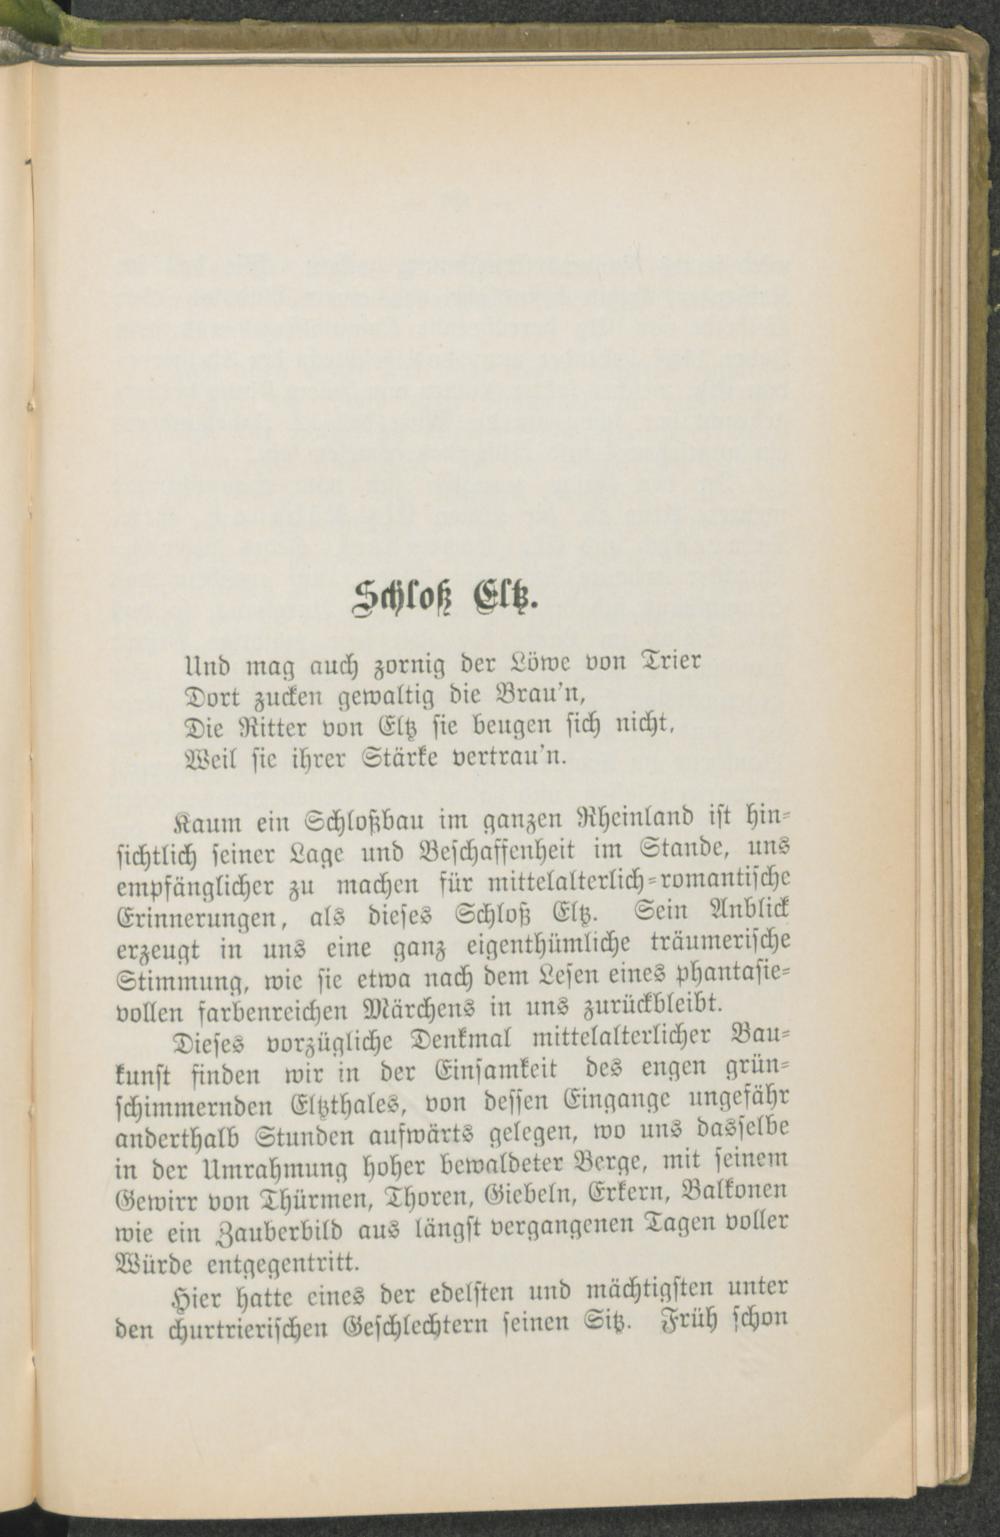 Schloß Eltz.
Und mag auch zornig der Löwe von Trier
Dort zucken gewaltig die Brau'n,
Die Ritter von Eltz sie beugen sich nicht,
Weil sie ihrer Stärke vertrau'n.
Kaum ein Schloßbau im ganzen Rheinland ist hin-
sichtlich seiner Lage und Beschaffenheit im Stande, uns
empfänglicher zu machen für mittelalterlich-romantische
Erinnerungen, als dieses Schloß Eltz. Sein Anblick
erzeugt in uns eine ganz eigenthümliche träumerische
Stimmung, wie sie etwa nach dem Lesen eines phantasie-
vollen farbenreichen Märchens in uns zurückbleibt.
Dieses vorzügliche Denkmal mittelalterlicher Bau-
kunst finden wir in der Einsamkeit des engen grün-
schimmernden Eltzthales, von dessen Eingange ungefähr
anderthalb Stunden aufwärts gelegen, wo uns dasselbe
in der Umrahmung hoher bewaldeter Berge, mit seinem
Gewirr von Thürmen, Thoren, Giebeln, Erkern, Balkonen
wie ein Zauberbild aus längst vergangenen Tagen voller
Würde entgegentritt.
Hier hatte eines der edelsten und mächtigsten unter
den churtrierischen Geschlechtern seinen Sitz. Früh schon